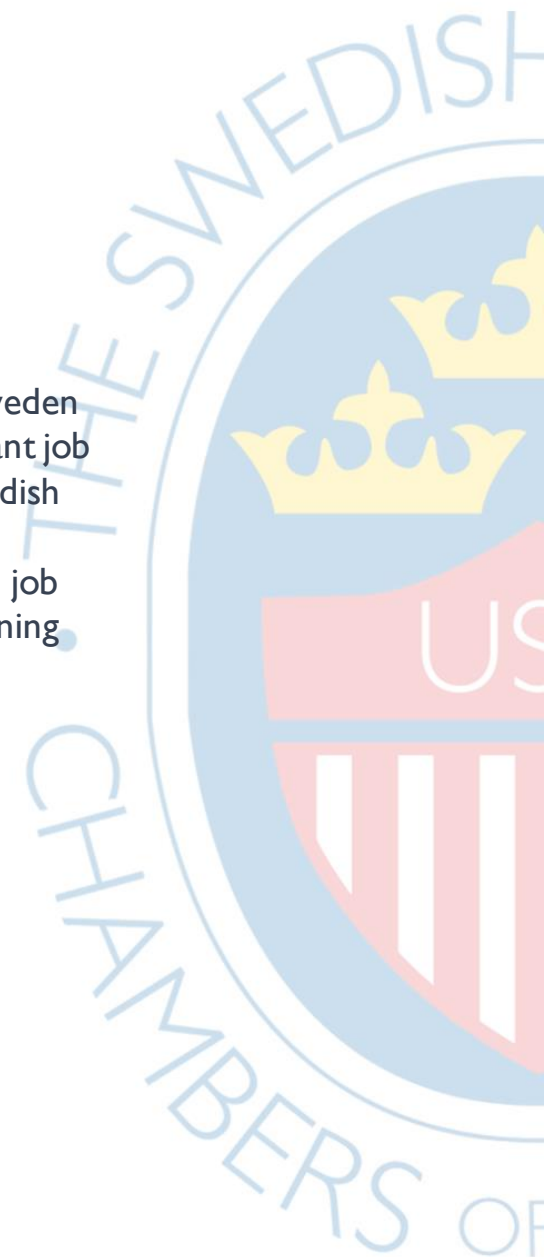 THE SWEDISH
veden
ant job
dish
job
ning
US
CHAMBERS OF